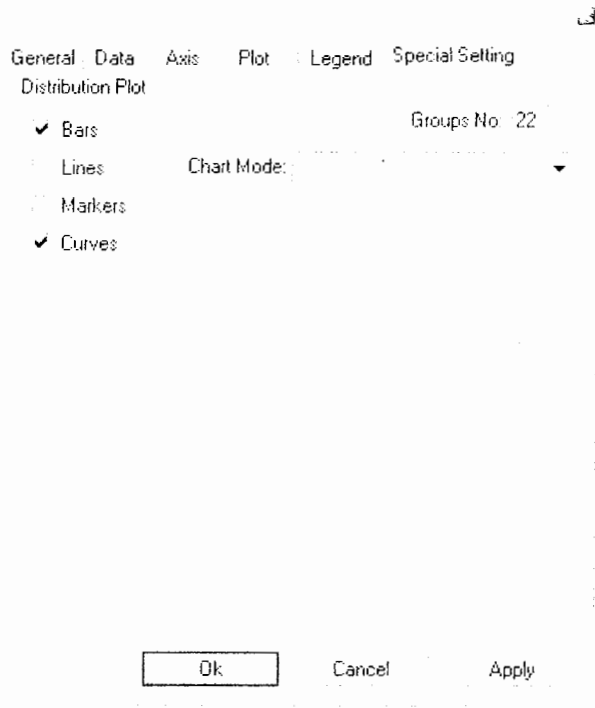 General Data Axis Plot Legend Special Setting
Distribution Plot
Bars Groups No: 22
Lines Chart Mode:
Markers
Curves
Ok Cancel Apply